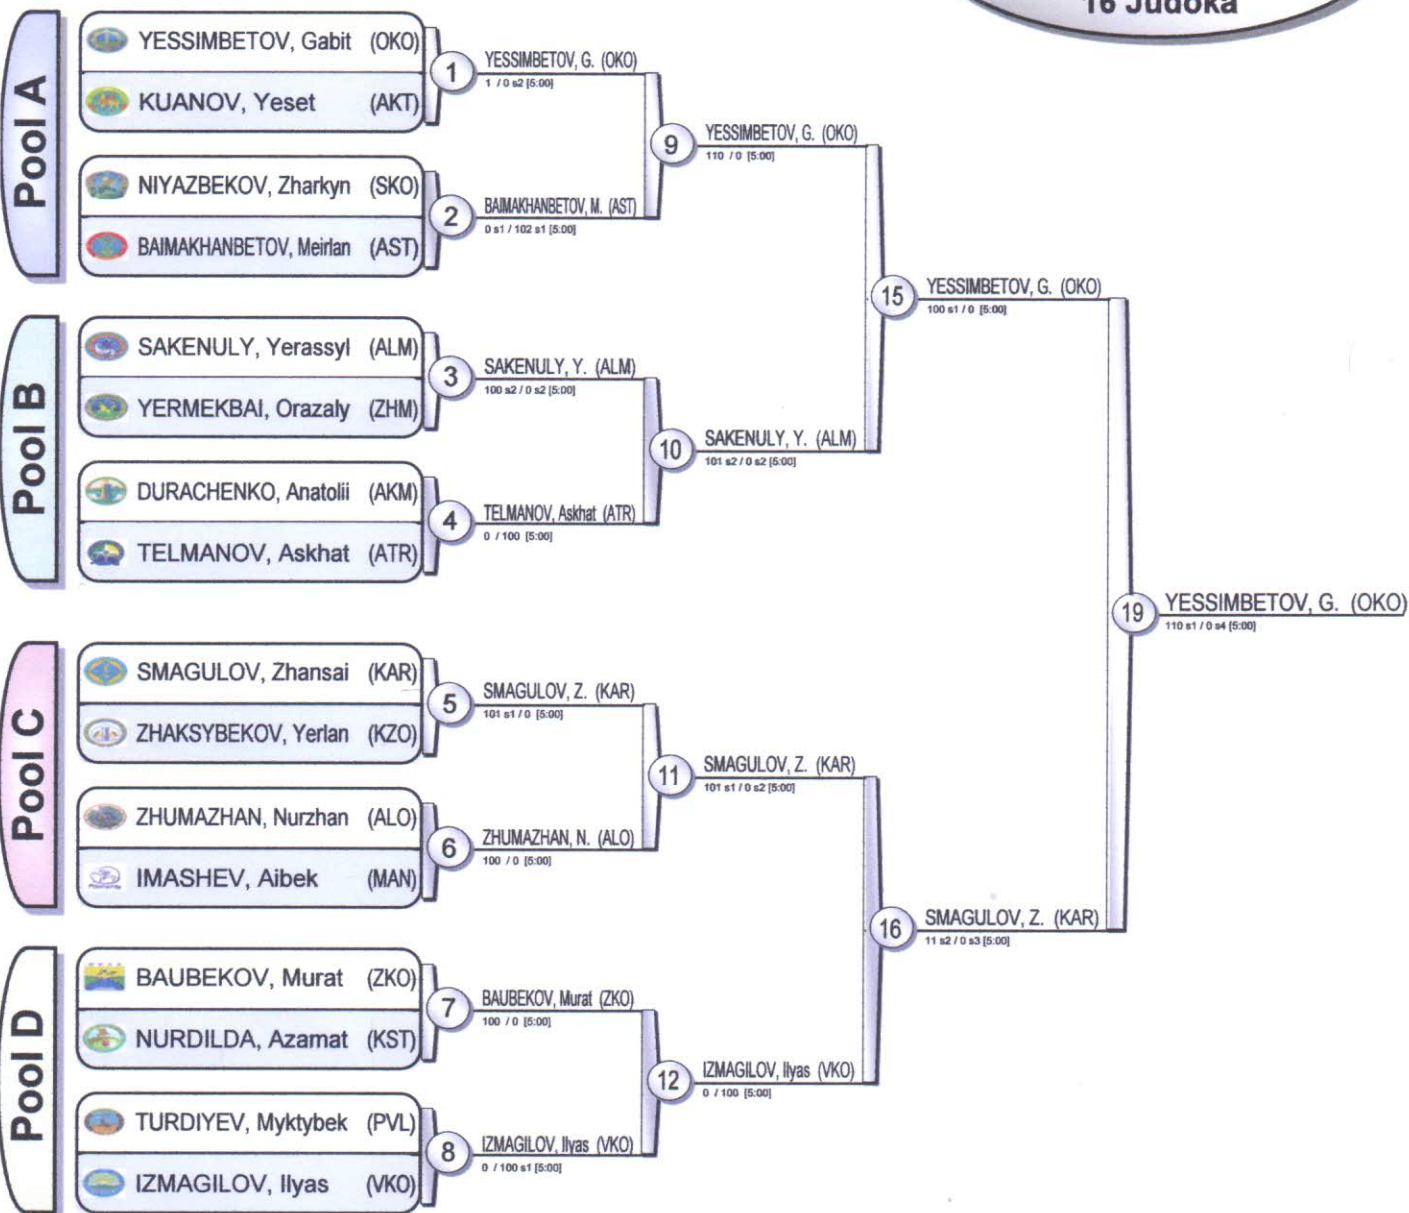 16 Judoka
Pool A
YESSIMBETOV, Gabit (OKO)
KUANOV, Yeset (AKT)
NIYAZBEKOV, Zharkyn (SKO)
BAIMAKHANBETOV, Meirlan (AST)
1
YESSIMBETOV, G. (OKO)
1 / 0 s2 [5:00]
2
BAIMAKHANBETOV, M. (AST)
0 s1 / 102 s1 [5:00]
9
YESSIMBETOV, G. (OKO)
110 / 0 [5:00]
Pool B
SAKENULY, Yerassyl (ALM)
YERMEKBAI, Orazaly (ZHM)
DURACHENKO, Anatolii (AKM)
TELMANOV, Askhat (ATR)
3
SAKENULY, Y. (ALM)
100 s2 / 0 s2 [5:00]
4
TELMANOV, Askhat (ATR)
0 / 100 [5:00]
10
SAKENULY, Y. (ALM)
101 s2 / 0 s2 [5:00]
15
YESSIMBETOV, G. (OKO)
100 s1 / 0 [5:00]
Pool C
SMAGULOV, Zhansai (KAR)
ZHAKSYBEKOV, Yerlan (KZO)
ZHUMAZHAN, Nurzhan (ALO)
IMASHEV, Aibek (MAN)
5
SMAGULOV, Z. (KAR)
101 s1 / 0 [5:00]
6
ZHUMAZHAN, N. (ALO)
100 / 0 [5:00]
11
SMAGULOV, Z. (KAR)
101 s1 / 0 s2 [5:00]
Pool D
BAUBEKOV, Murat (ZKO)
NURDILDA, Azamat (KST)
TURDIYEV, Myktybek (PVL)
IZMAGILOV, Ilyas (VKO)
7
BAUBEKOV, Murat (ZKO)
100 / 0 [5:00]
8
IZMAGILOV, Ilyas (VKO)
0 / 100 s1 [5:00]
12
IZMAGILOV, Ilyas (VKO)
0 / 100 [5:00]
16
SMAGULOV, Z. (KAR)
11 s2 / 0 s3 [5:00]
19
YESSIMBETOV, G. (OKO)
110 s1 / 0 s4 [5:00]